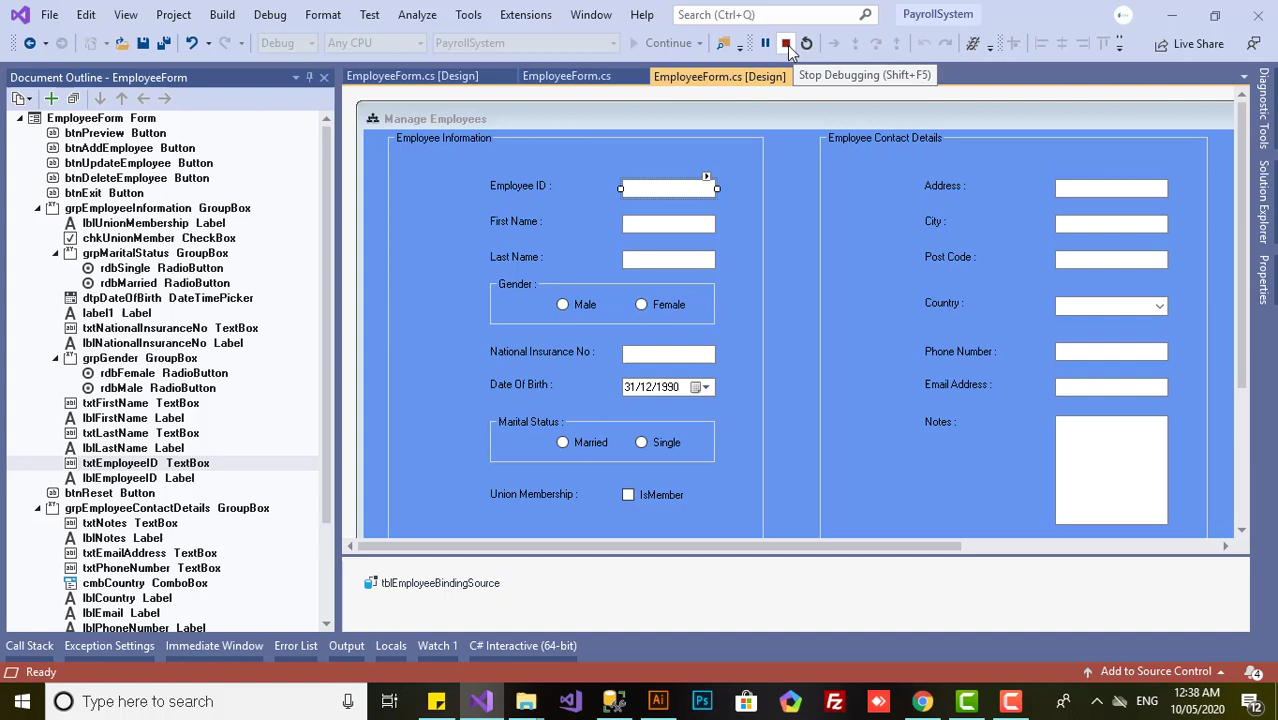 File Edit View Project Build Debug Format Test Analyze Tools Extensions Window Help Search (Ctrl+Q) PayrollSystem
Debug Any CPU PayrollSystem Continue Live Share
Stop Debugging (Shift+F5)
Document Outline - EmployeeForm
EmployeeForm Form
btnPreview Button
btnAddEmployee Button
btnUpdateEmployee Button
btnDeleteEmployee Button
btnExit Button
grpEmployeeInformation GroupBox
lblUnionMembership Label
chkUnionMember CheckBox
grpMaritalStatus GroupBox
rdbSingle RadioButton
rdbMarried RadioButton
dtpDateOfBirth DateTimePicker
label1 Label
txtNationalInsuranceNo TextBox
lblNationalInsuranceNo Label
grpGender GroupBox
rdbFemale RadioButton
rdbMale RadioButton
txtFirstName TextBox
lblFirstName Label
txtLastName TextBox
lblLastName Label
txtEmployeeID TextBox
lblEmployeeID Label
btnReset Button
grpEmployeeContactDetails GroupBox
txtNotes TextBox
lblNotes Label
txtEmailAddress TextBox
txtPhoneNumber TextBox
cmbCountry ComboBox
lblCountry Label
lblEmail Label
lblPhoneNumber Label
EmployeeForm.cs [Design] EmployeeForm.cs EmployeeForm.cs [Design]
Manage Employees
Employee Information
Employee ID :
First Name :
Last Name :
Gender :
Male Female
National Insurance No :
Date Of Birth : 31/12/1990
Marital Status :
Married Single
Union Membership : IsMember
Employee Contact Details
Address :
City :
Post Code :
Country :
Phone Number :
Email Address :
Notes :
tblEmployeeBindingSource
Diagnostic Tools
Solution Explorer
Properties
Call Stack Exception Settings Immediate Window Error List Output Locals Watch 1 C# Interactive (64-bit)
Ready Add to Source Control 4
Type here to search ENG 12:38 AM
10/05/2020 12